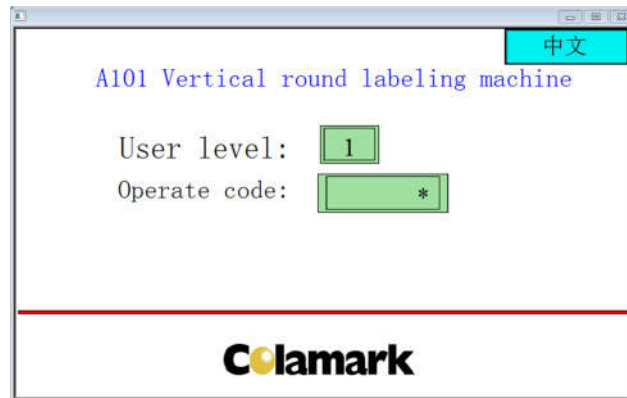 中文
A101 Vertical round labeling machine
User level: 1
Operate code: *
Colamark